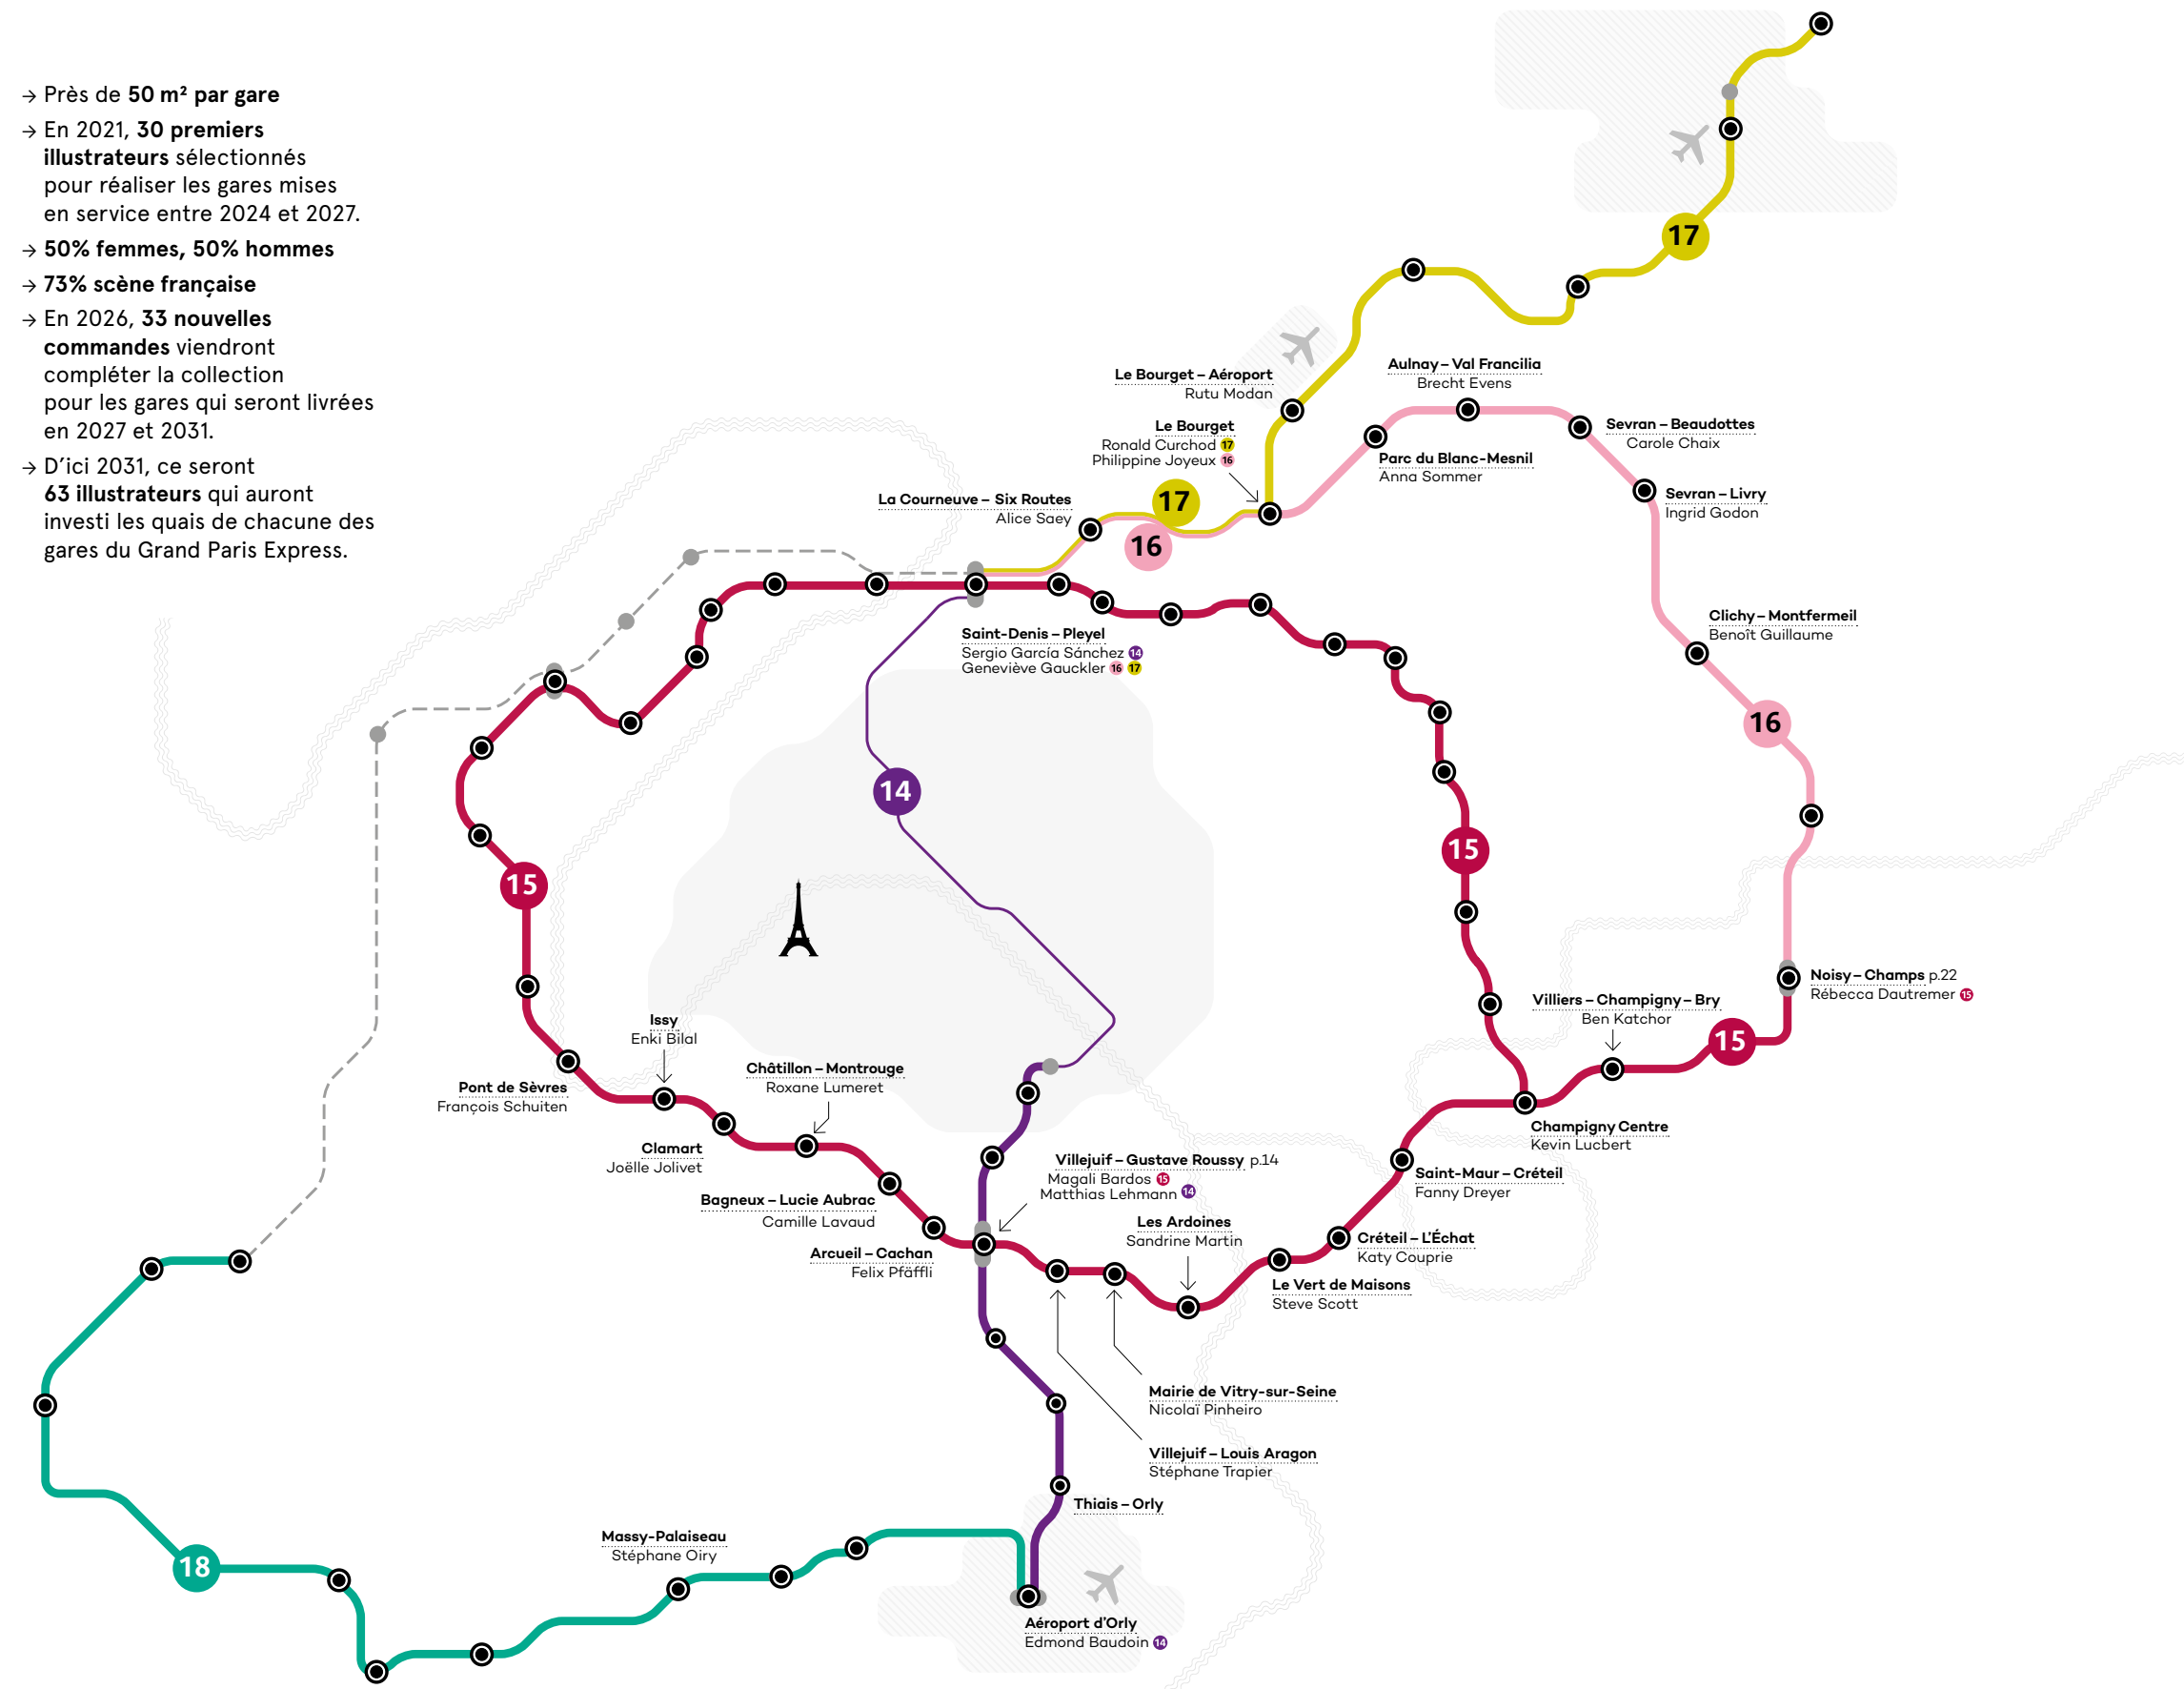 → Près de 50 m² par gare
→ En 2021, 30 premiers
illustrateurs sélectionnés
pour réaliser les gares mises
en service entre 2024 et 2027.
→ 50% femmes, 50% hommes
→ 73% scène française
→ En 2026, 33 nouvelles
commandes viendront
compléter la collection
pour les gares qui seront livrées
en 2027 et 2031.
→ D’ici 2031, ce seront
63 illustrateurs qui auront
investi les quais de chacune des
gares du Grand Paris Express.
17
Le Bourget – Aéroport
Rutu Modan
Aulnay – Val Francilia
Brecht Evens
Le Bourget
Ronald Curchod 17
Philippine Joyeux 16
Sevran – Beaudottes
Carole Chaix
Parc du Blanc-Mesnil
Anna Sommer
La Courneuve – Six Routes
Alice Saey
17
16
Sevran – Livry
Ingrid Godon
Saint-Denis – Pleyel
Sergio García Sánchez 14
Geneviève Gauckler 16 17
Clichy – Montfermeil
Benoît Guillaume
16
14
15
15
Noisy – Champs p.22
Rébecca Dautremer 15
Villiers – Champigny – Bry
Ben Katchor
15
Issy
Enki Bilal
Châtillon – Montrouge
Roxane Lumeret
Pont de Sèvres
François Schuiten
Champigny Centre
Kevin Lucbert
Clamart
Joëlle Jolivet
Villejuif – Gustave Roussy p.14
Magali Bardos 15
Matthias Lehmann 14
Saint-Maur – Créteil
Fanny Dreyer
Bagneux – Lucie Aubrac
Camille Lavaud
Les Ardoines
Sandrine Martin
Arcueil – Cachan
Felix Pfäffli
Créteil – L’Échat
Katy Couprie
Le Vert de Maisons
Steve Scott
Mairie de Vitry-sur-Seine
Nicolaï Pinheiro
Villejuif – Louis Aragon
Stéphane Trapier
Thiais – Orly
Massy-Palaiseau
Stéphane Oiry
18
Aéroport d’Orly
Edmond Baudoin 14